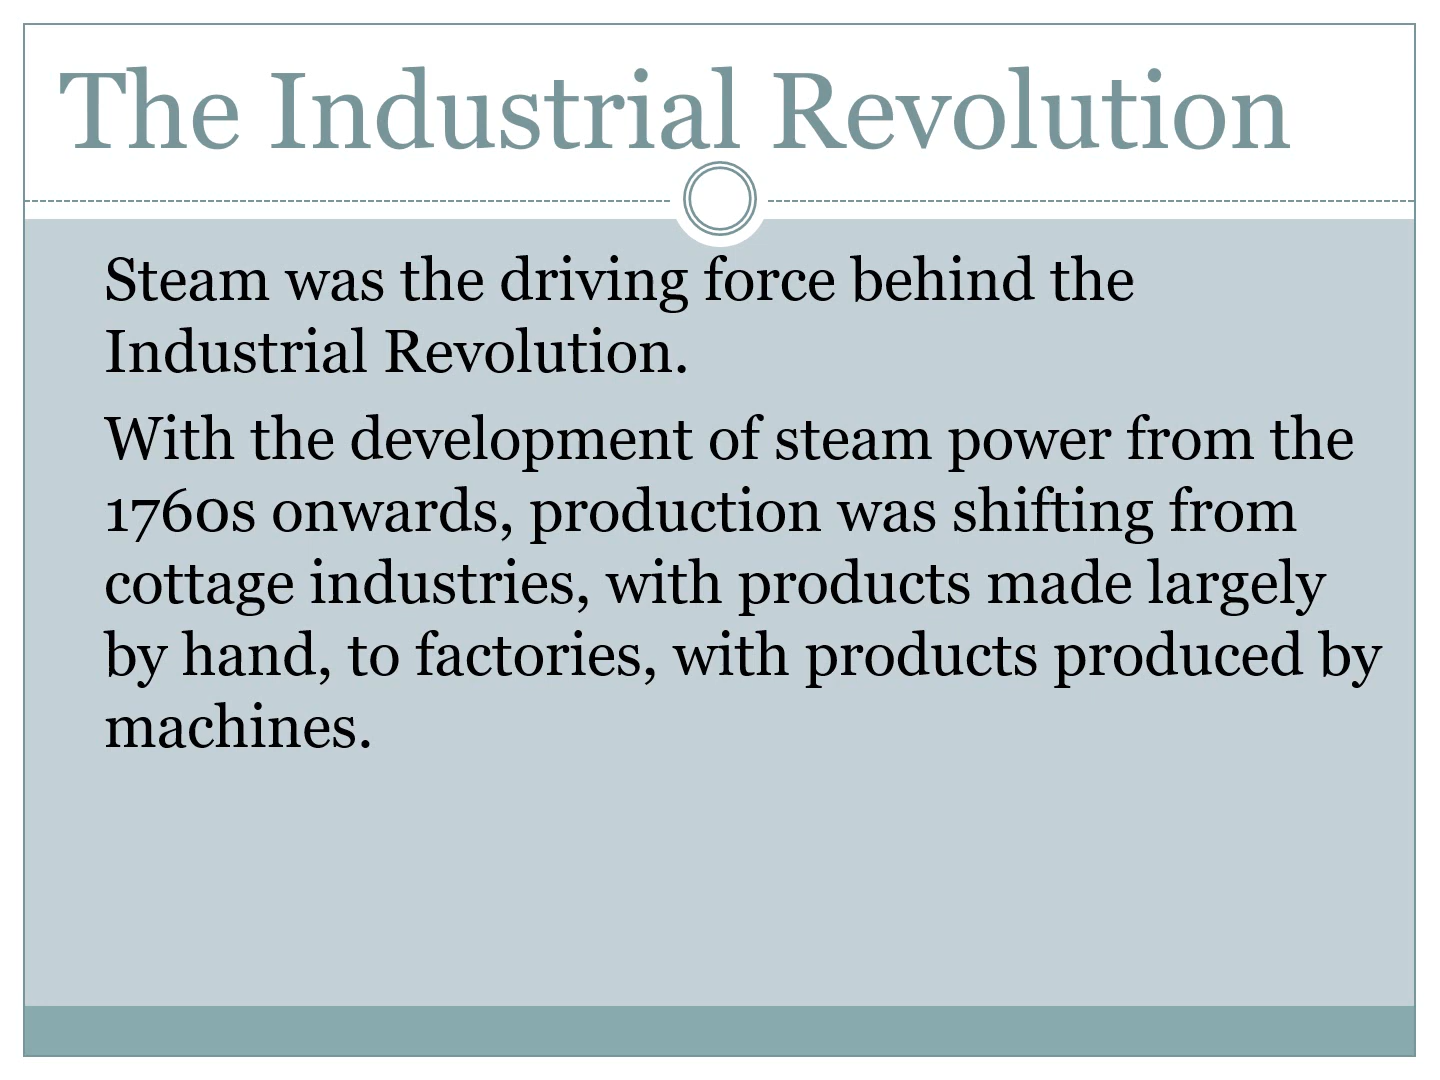 The Industrial Revolution
Steam was the driving force behind the
Industrial Revolution.
With the development of steam power from the
1760s onwards, production was shifting from
cottage industries, with products made largely
by hand, to factories, with products produced by
machines.